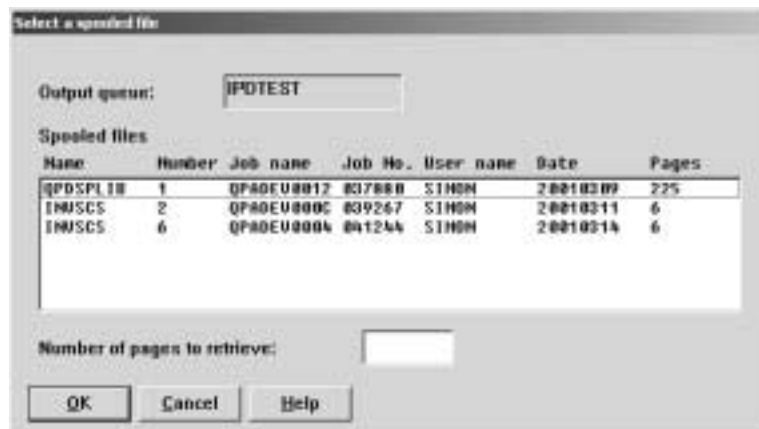 Select a spooled file
Output queue: IPDTEST
Spooled files
Name Number Job name Job No. User name Date Pages
QPDSPLIB 1 QPADEV0012 037880 SIMON 20010309 225
INVSCS 2 QPADEV000C 039267 SIMON 20010311 6
INVSCS 6 QPADEV0004 041244 SIMON 20010314 6
Number of pages to retrieve:
OK Cancel Help